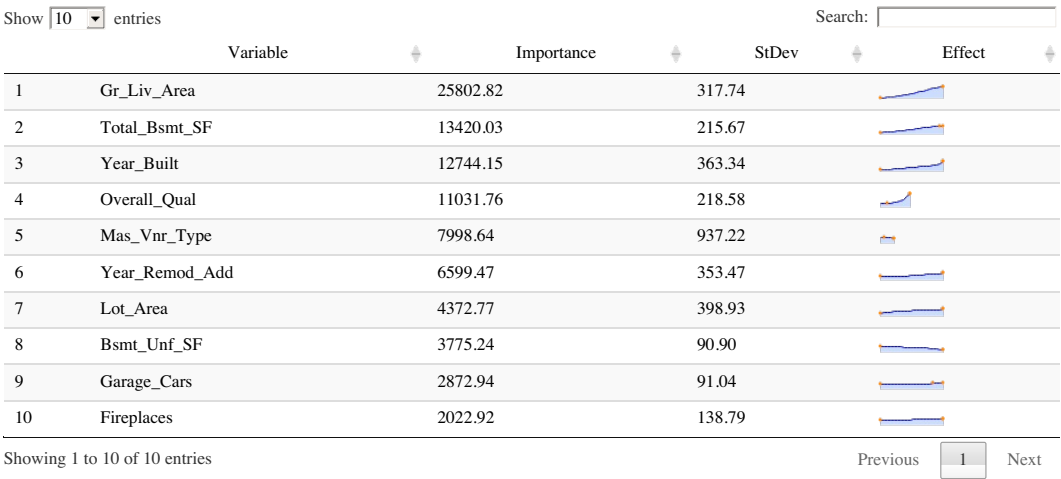 Show 10 entries Search:
Variable Importance StDev Effect
1 Gr_Liv_Area 25802.82 317.74
2 Total_Bsmt_SF 13420.03 215.67
3 Year_Built 12744.15 363.34
4 Overall_Qual 11031.76 218.58
5 Mas_Vnr_Type 7998.64 937.22
6 Year_Remod_Add 6599.47 353.47
7 Lot_Area 4372.77 398.93
8 Bsmt_Unf_SF 3775.24 90.90
9 Garage_Cars 2872.94 91.04
10 Fireplaces 2022.92 138.79
Showing 1 to 10 of 10 entries Previous 1 Next